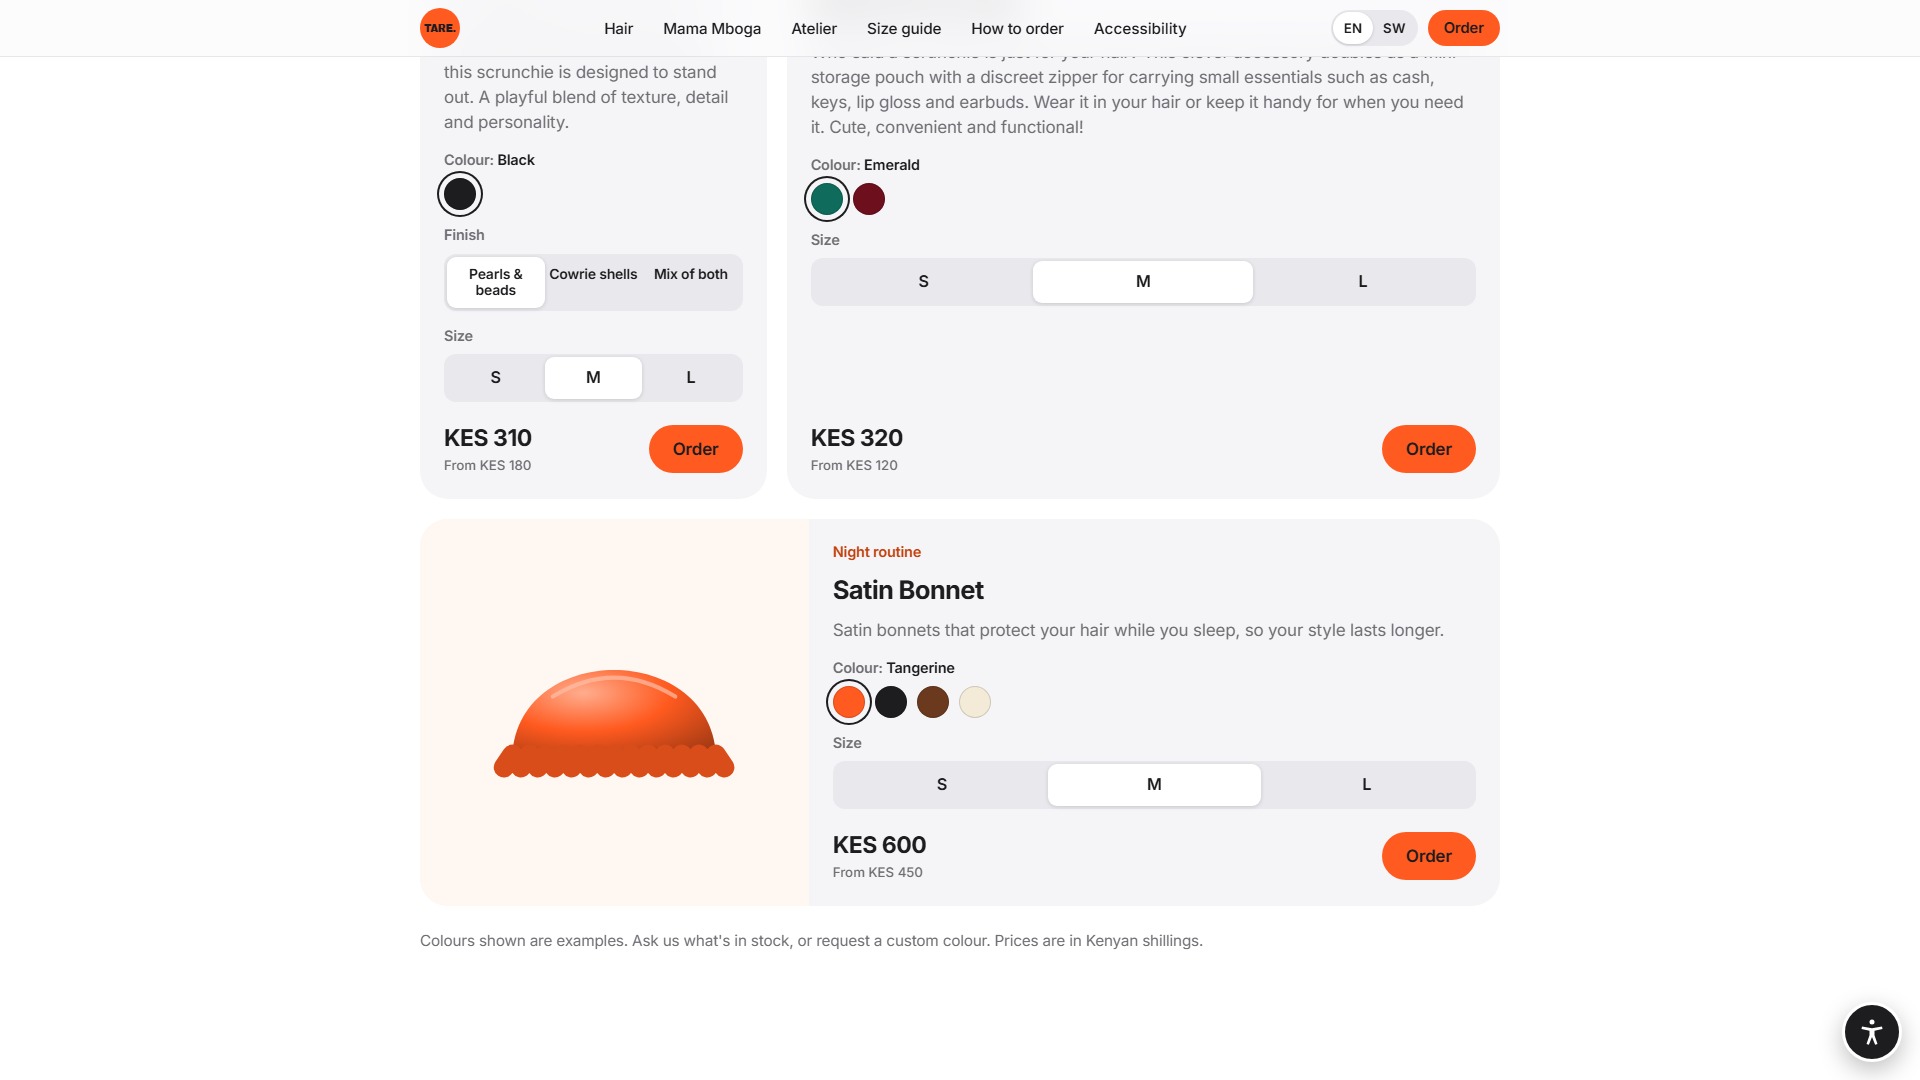 TARE.
Hair
Mama Mboga
Atelier
Size guide
How to order
Accessibility
EN
SW
Order
this scrunchie is designed to stand
out. A playful blend of texture, detail
and personality.
Colour: Black
Finish
Pearls &
beads
Cowrie shells
Mix of both
Size
S
M
L
KES 310
From KES 180
Order
storage pouch with a discreet zipper for carrying small essentials such as cash,
keys, lip gloss and earbuds. Wear it in your hair or keep it handy for when you need
it. Cute, convenient and functional!
Colour: Emerald
Size
S
M
L
KES 320
From KES 120
Order
Night routine
Satin Bonnet
Satin bonnets that protect your hair while you sleep, so your style lasts longer.
Colour: Tangerine
Size
S
M
L
KES 600
From KES 450
Order
Colours shown are examples. Ask us what's in stock, or request a custom colour. Prices are in Kenyan shillings.